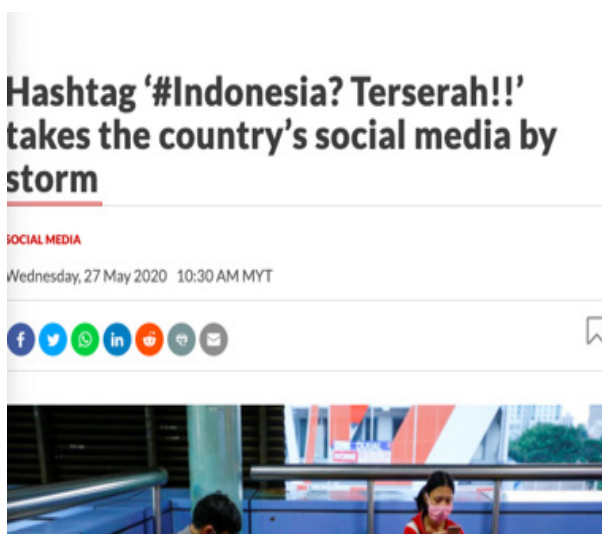 Hashtag ‘#Indonesia? Terserah!!’
takes the country’s social media by
storm
SOCIAL MEDIA
Wednesday, 27 May 2020 10:30 AM MYT
f
in